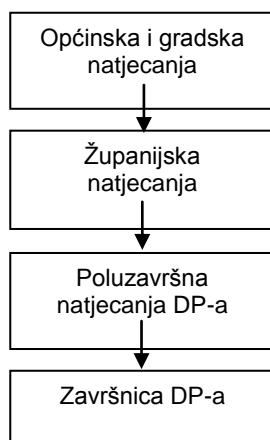 Općinska i gradska
natjecanja
Županijska
natjecanja
Poluzavršna
natjecanja DP-a
Završnica DP-a